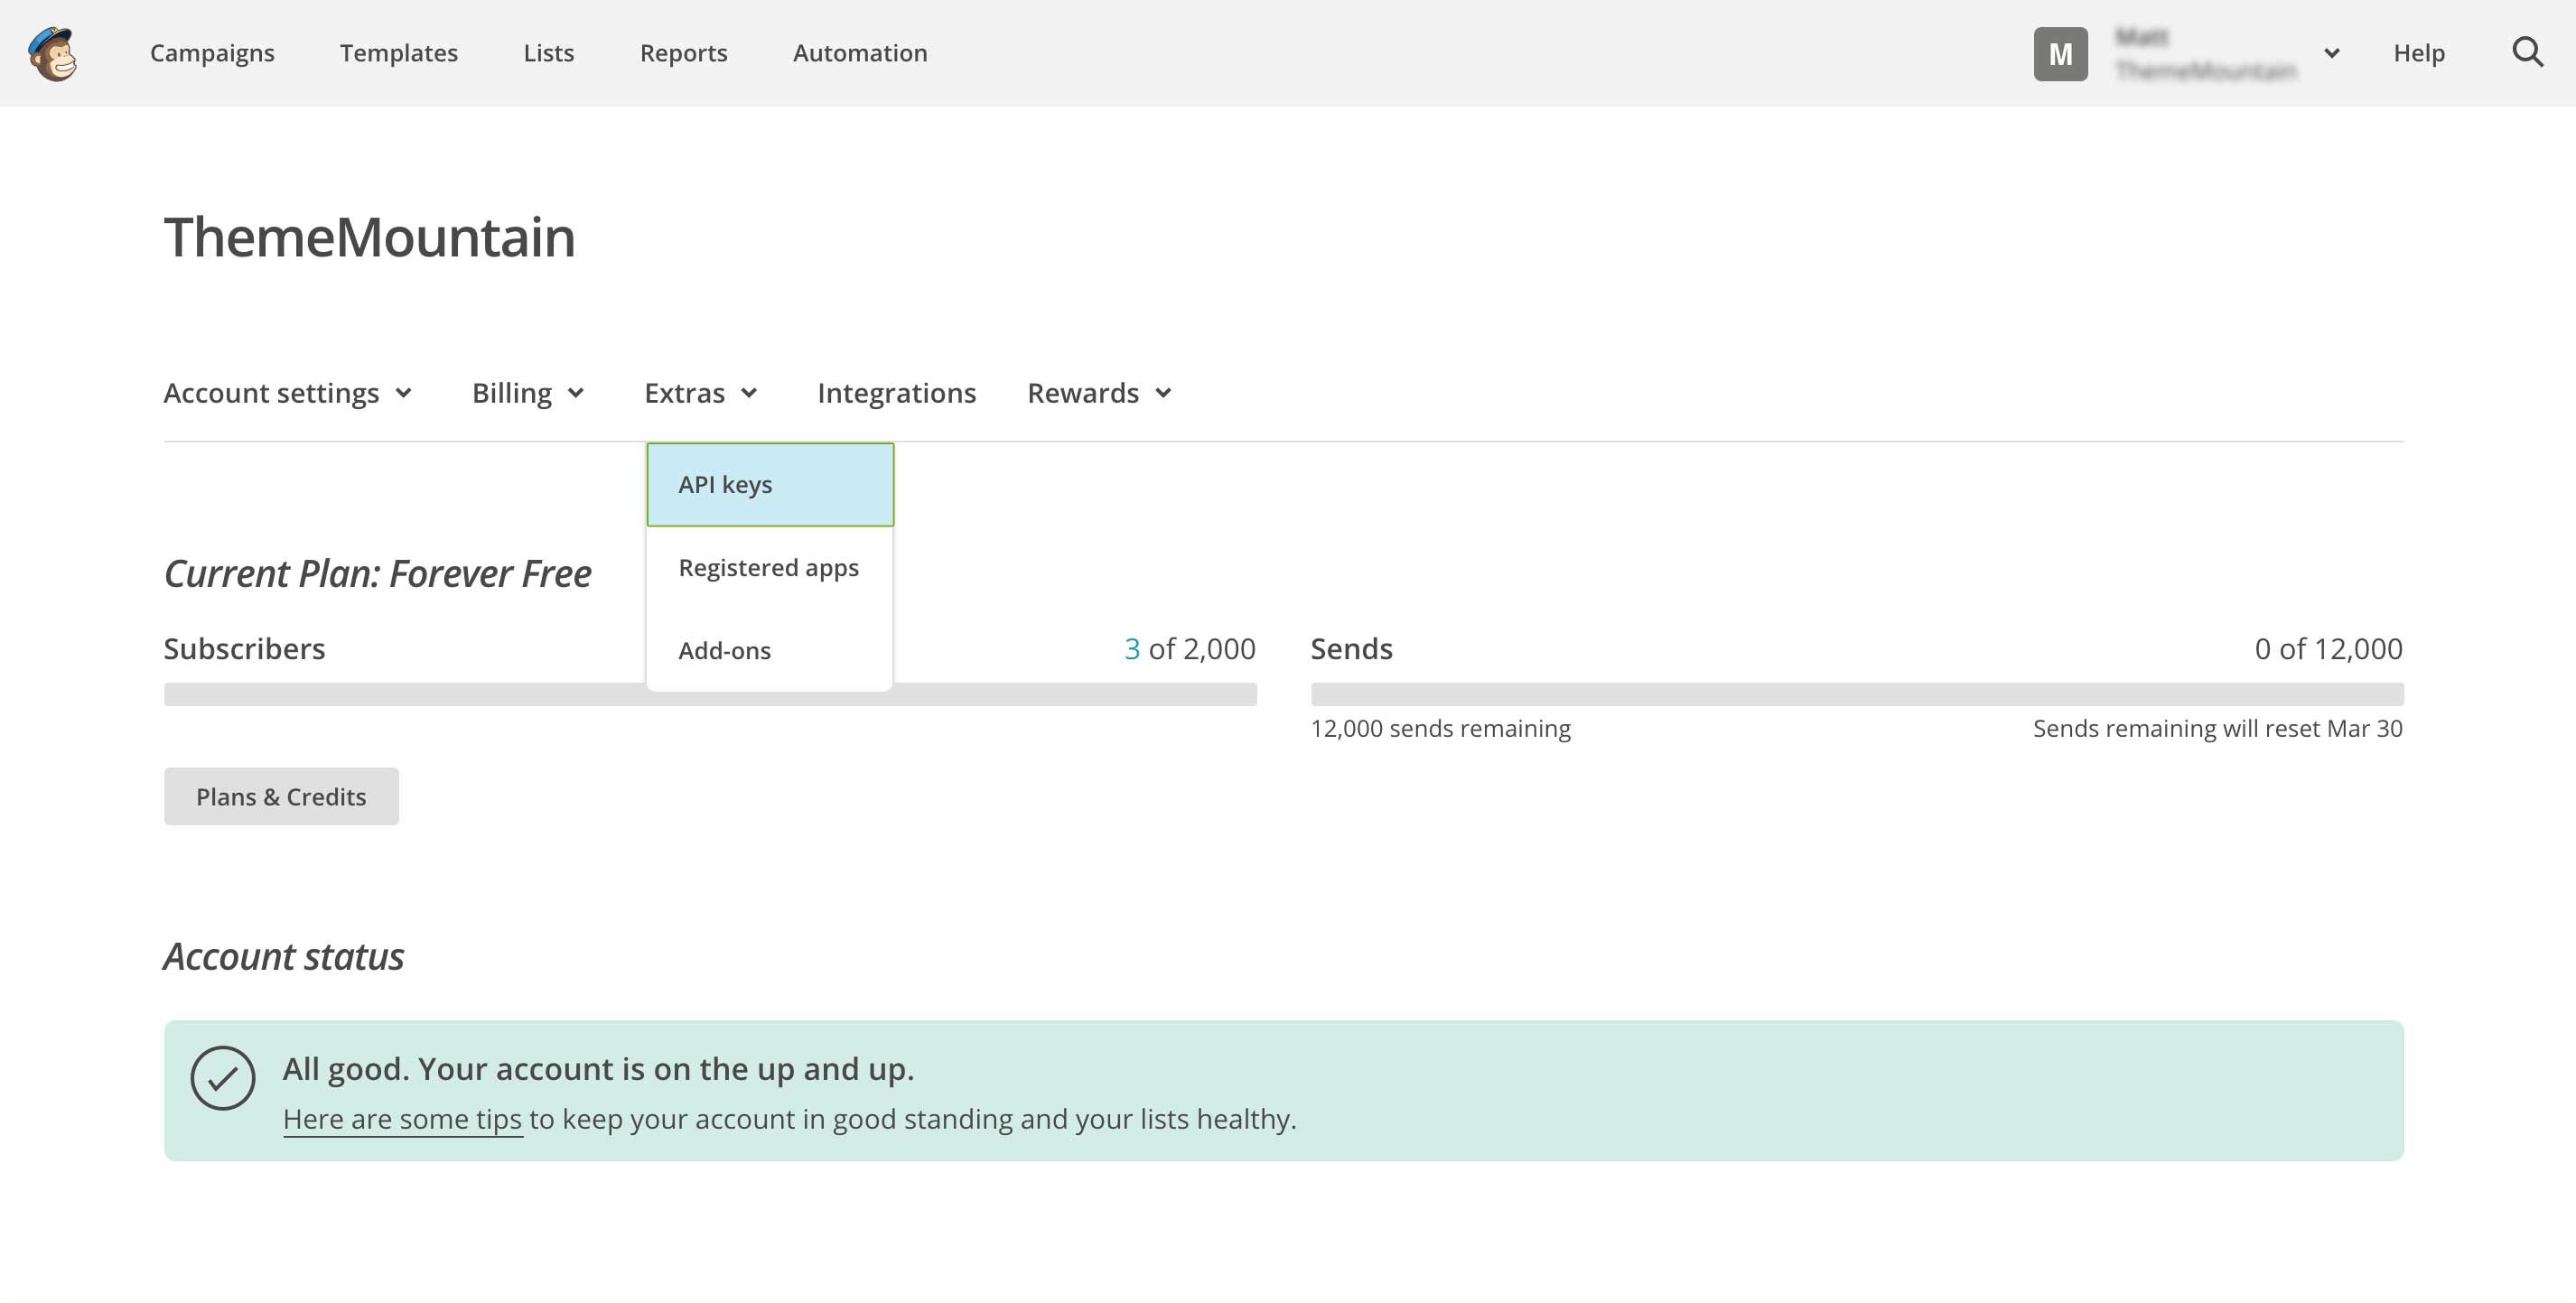 Campaigns
Templates
Lists
Reports
Automation
M
Help
ThemeMountain
Account settings
Billing
Extras
Integrations
Rewards
API keys
Registered apps
Add-ons
Current Plan: Forever Free
Subscribers
3 of 2,000
Sends
0 of 12,000
12,000 sends remaining
Sends remaining will reset Mar 30
Plans & Credits
Account status
All good. Your account is on the up and up.
Here are some tips to keep your account in good standing and your lists healthy.